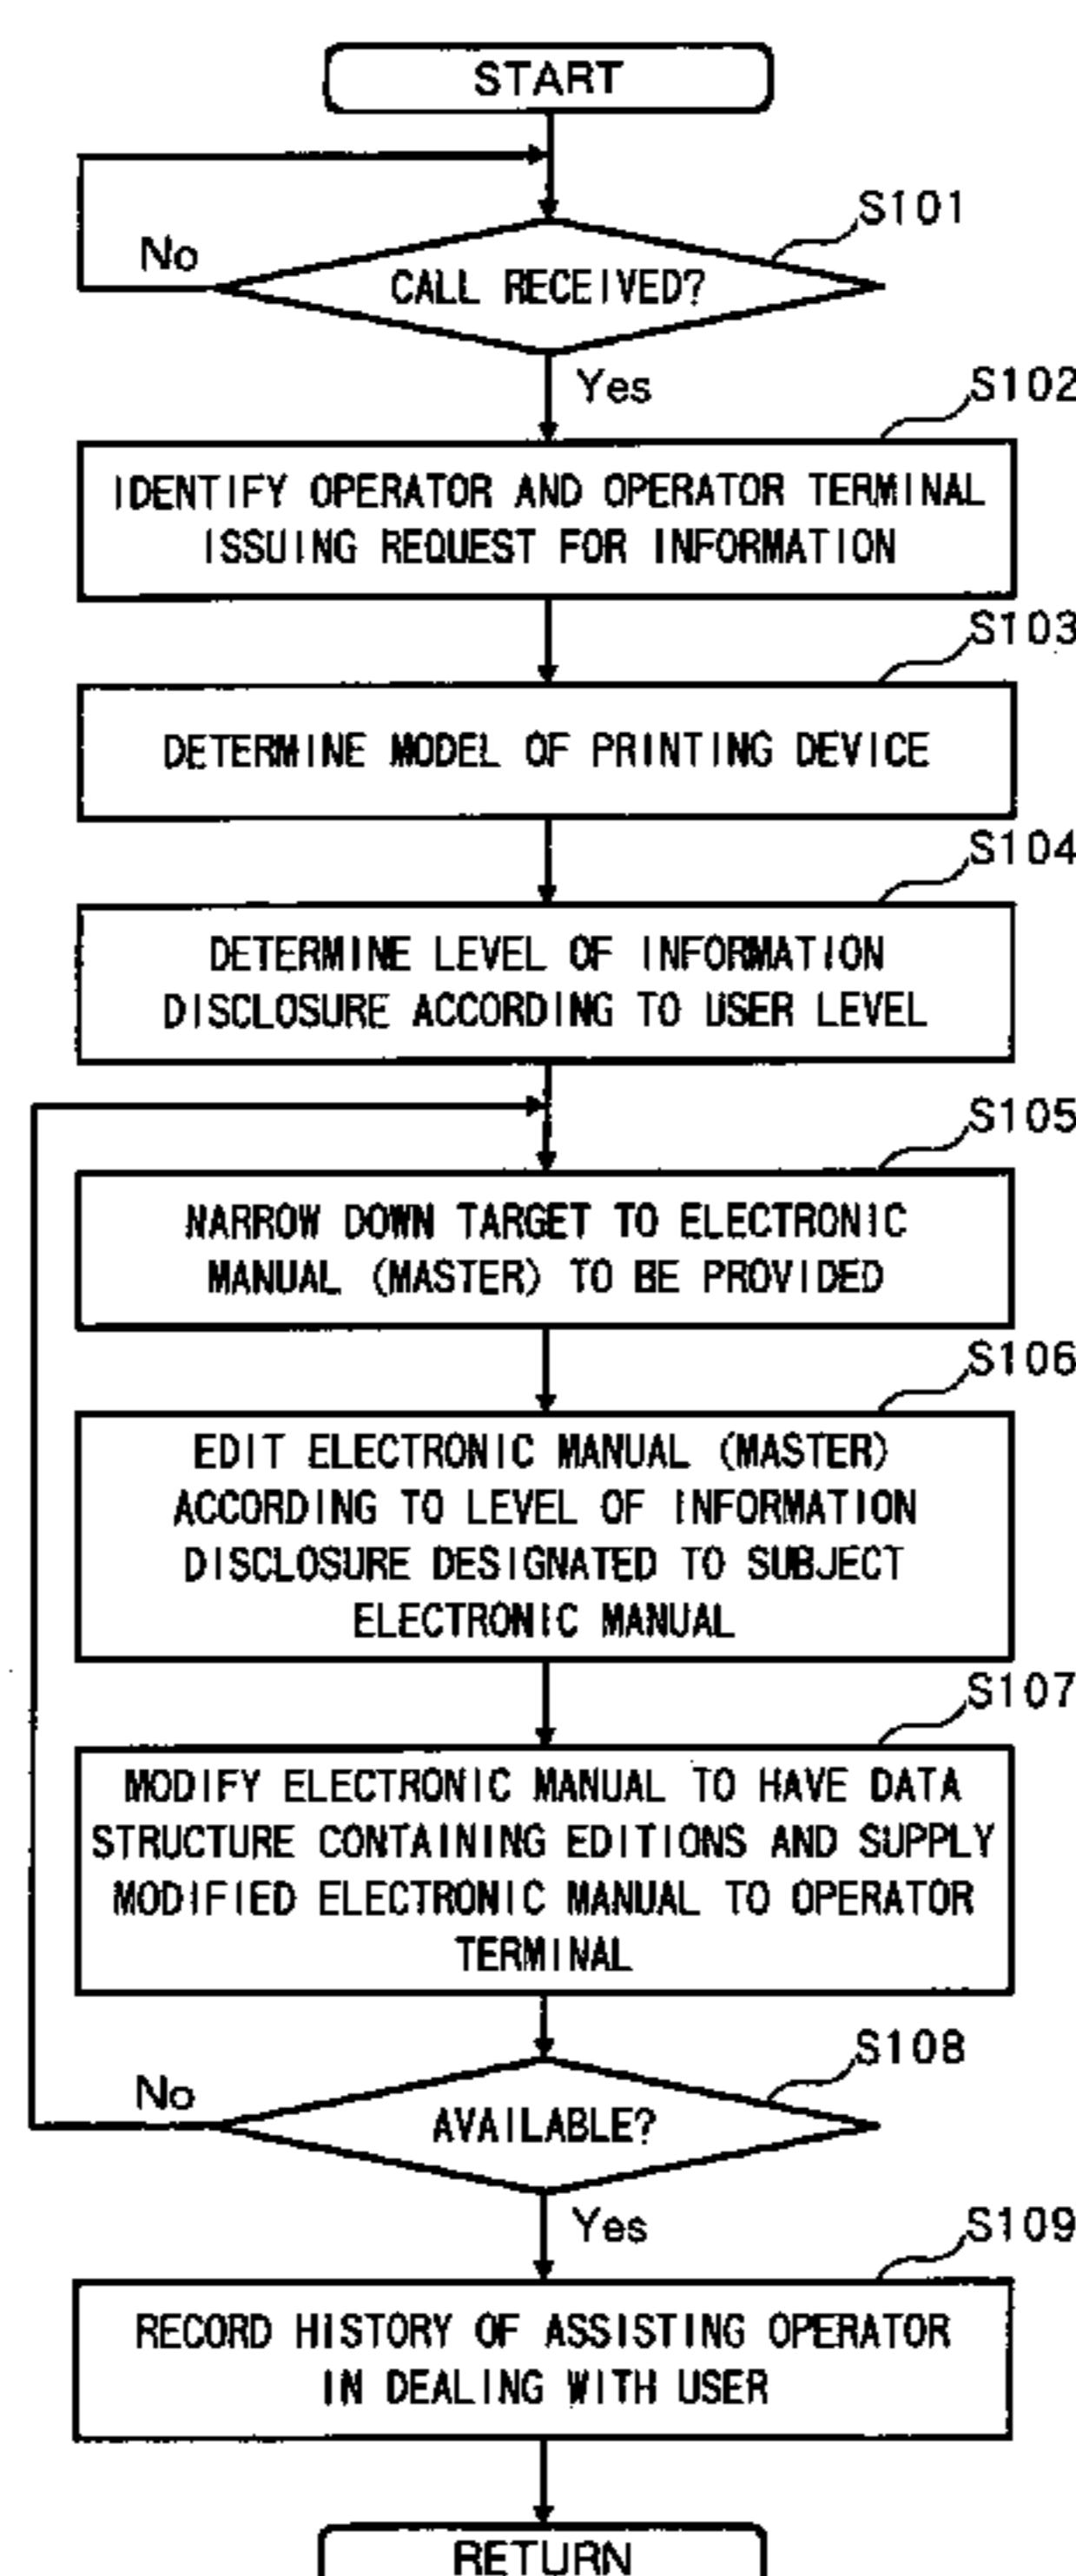 START
S101
No
CALL RECEIVED?
Yes
S102
IDENTIFY OPERATOR AND OPERATOR TERMINAL
ISSUING REQUEST FOR INFORMATION
S103
DETERMINE MODEL OF PRINTING DEVICE
S104
DETERMINE LEVEL OF INFORMATION
DISCLOSURE ACCORDING TO USER LEVEL
S105
NARROW DOWN TARGET TO ELECTRONIC
MANUAL (MASTER) TO BE PROVIDED
S106
EDIT ELECTRONIC MANUAL (MASTER)
ACCORDING TO LEVEL OF INFORMATION
DISCLOSURE DESIGNATED TO SUBJECT
ELECTRONIC MANUAL
S107
MODIFY ELECTRONIC MANUAL TO HAVE DATA
STRUCTURE CONTAINING EDITIONS AND SUPPLY
MODIFIED ELECTRONIC MANUAL TO OPERATOR
TERMINAL
S108
No
AVAILABLE?
Yes
S109
RECORD HISTORY OF ASSISTING OPERATOR
IN DEALING WITH USER
RETURN